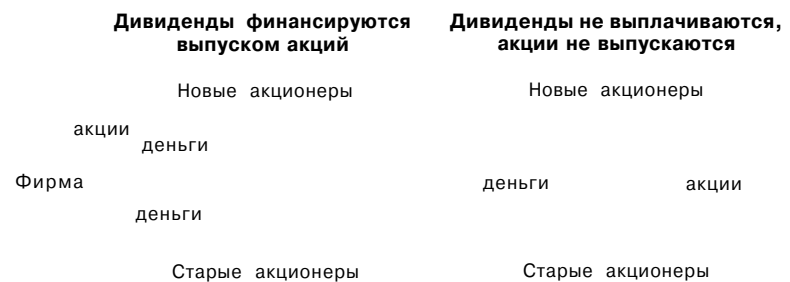 Дивиденды финансируются
выпуском акций
Дивиденды не выплачиваются,
акции не выпускаются
Новые акционеры
Новые акционеры
акции
деньги
Фирма
деньги
акции
деньги
Старые акционеры
Старые акционеры